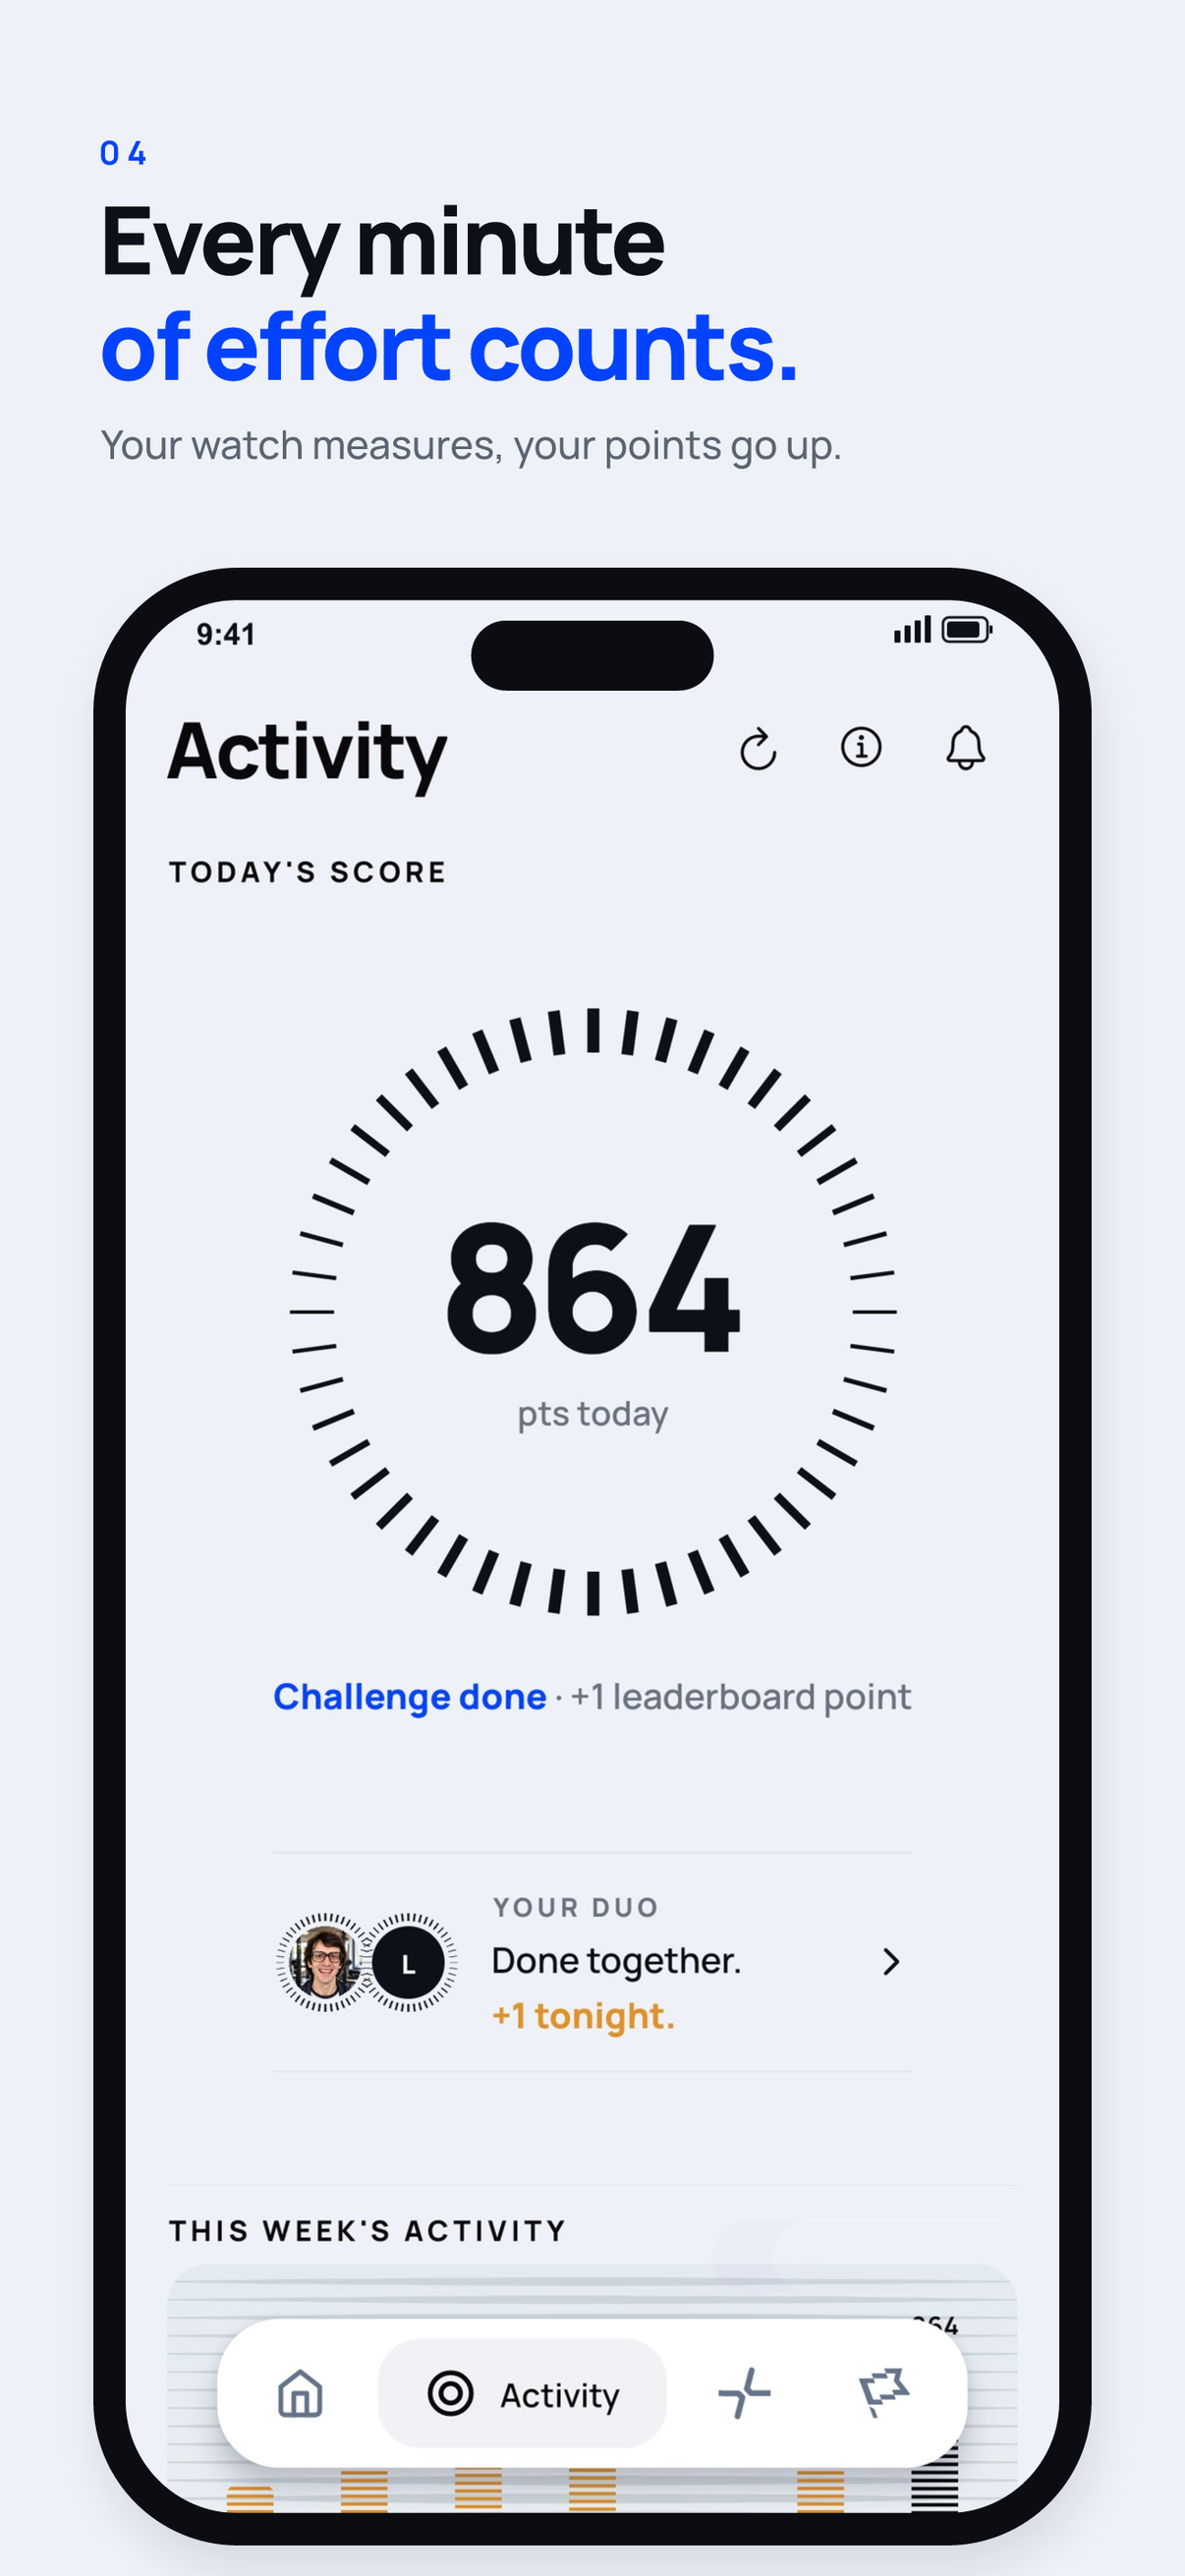 04
Every minute
of effort counts.
Your watch measures, your points go up.
9:41
Activity
TODAY'S SCORE
864
pts today
Challenge done · +1 leaderboard point
YOUR DUO
L
Done together.
+1 tonight.
THIS WEEK'S ACTIVITY
Activity